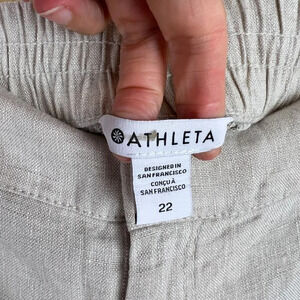 ATHLETA
DESIGNED IN
SAN FRANCISCO
CONÇU À
SAN FRANCISCO
22